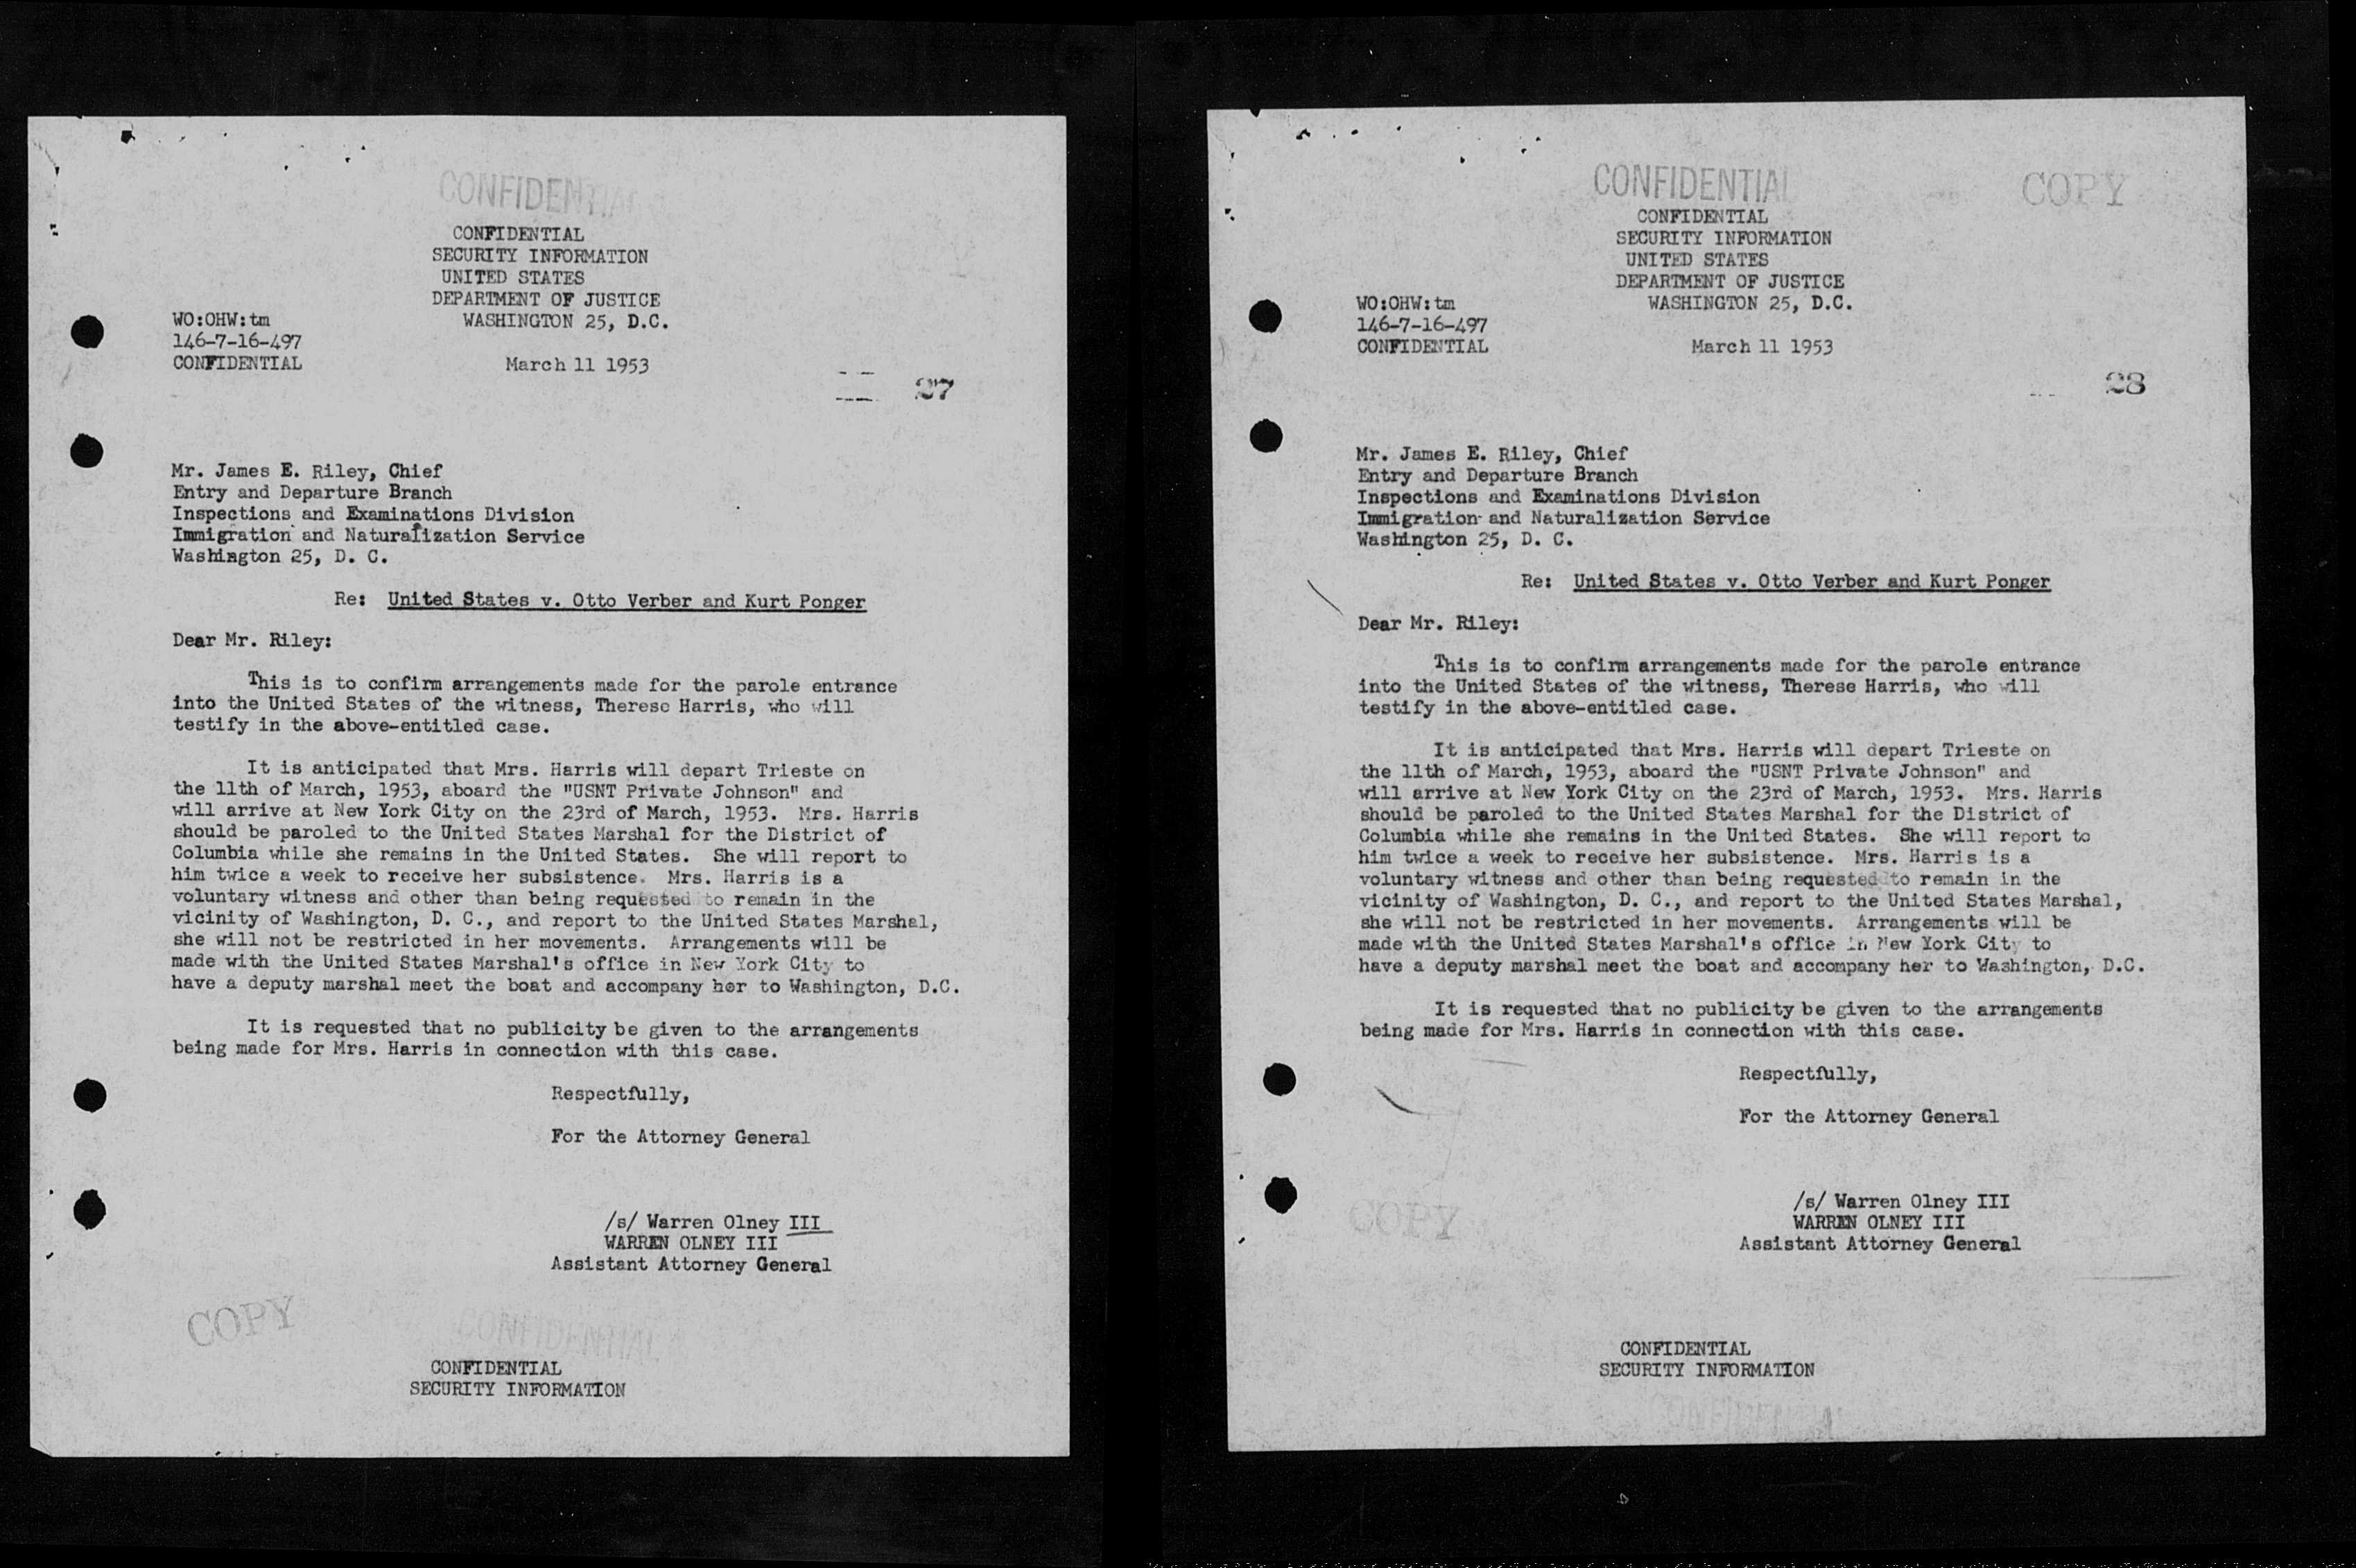 CONFIDENTIAL
CONFIDENTIAL
SECURITY INFORMATION
UNITED STATES
DEPARTMENT OF JUSTICE
WO:OHW:tm WASHINGTON 25, D.C.
146-7-16-497
CONFIDENTIAL March 11 1953
27
Mr. James E. Riley, Chief
Entry and Departure Branch
Inspections and Examinations Division
Immigration and Naturalization Service
Washington 25, D. C.
Re: United States v. Otto Verber and Kurt Ponger
Dear Mr. Riley:
This is to confirm arrangements made for the parole entrance
into the United States of the witness, Therese Harris, who will
testify in the above-entitled case.
It is anticipated that Mrs. Harris will depart Trieste on
the 11th of March, 1953, aboard the "USNT Private Johnson" and
will arrive at New York City on the 23rd of March, 1953. Mrs. Harris
should be paroled to the United States Marshal for the District of
Columbia while she remains in the United States. She will report to
him twice a week to receive her subsistence. Mrs. Harris is a
voluntary witness and other than being requested to remain in the
vicinity of Washington, D. C., and report to the United States Marshal,
she will not be restricted in her movements. Arrangements will be
made with the United States Marshal's office in New York City to
have a deputy marshal meet the boat and accompany her to Washington, D.C.
It is requested that no publicity be given to the arrangements
being made for Mrs. Harris in connection with this case.
Respectfully,
For the Attorney General
/s/ Warren Olney III
WARREN OLNEY III
Assistant Attorney General
COPY
CONFIDENTIAL
CONFIDENTIAL
SECURITY INFORMATION
CONFIDENTIAL
COPY
CONFIDENTIAL
SECURITY INFORMATION
UNITED STATES
DEPARTMENT OF JUSTICE
WO:OHW:tm WASHINGTON 25, D.C.
146-7-16-497
CONFIDENTIAL March 11 1953
28
Mr. James E. Riley, Chief
Entry and Departure Branch
Inspections and Examinations Division
Immigration and Naturalization Service
Washington 25, D. C.
Re: United States v. Otto Verber and Kurt Ponger
Dear Mr. Riley:
This is to confirm arrangements made for the parole entrance
into the United States of the witness, Therese Harris, who will
testify in the above-entitled case.
It is anticipated that Mrs. Harris will depart Trieste on
the 11th of March, 1953, aboard the "USNT Private Johnson" and
will arrive at New York City on the 23rd of March, 1953. Mrs. Harris
should be paroled to the United States Marshal for the District of
Columbia while she remains in the United States. She will report to
him twice a week to receive her subsistence. Mrs. Harris is a
voluntary witness and other than being requested to remain in the
vicinity of Washington, D. C., and report to the United States Marshal,
she will not be restricted in her movements. Arrangements will be
made with the United States Marshal's office in New York City to
have a deputy marshal meet the boat and accompany her to Washington, D.C.
It is requested that no publicity be given to the arrangements
being made for Mrs. Harris in connection with this case.
Respectfully,
For the Attorney General
/s/ Warren Olney III
COPY
WARREN OLNEY III
Assistant Attorney General
CONFIDENTIAL
SECURITY INFORMATION
CONFIDENTIAL